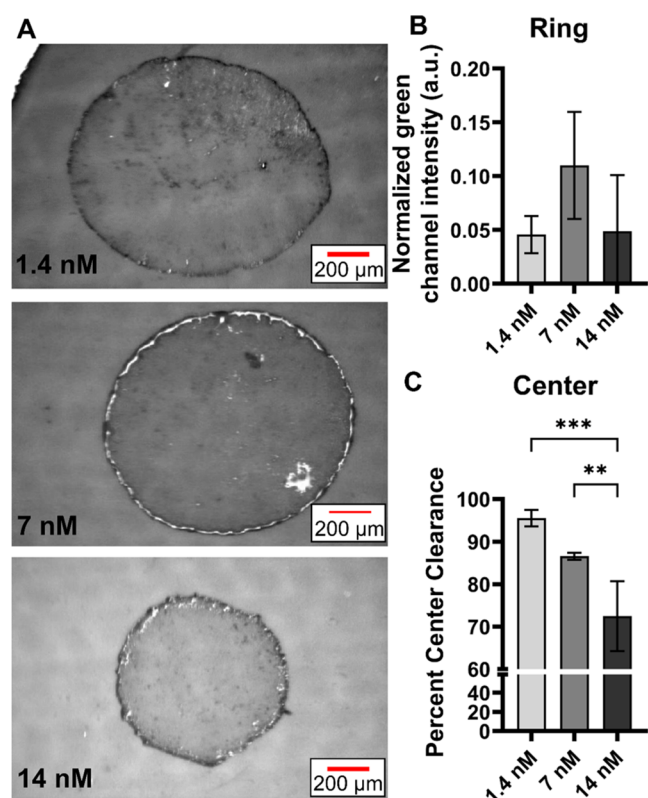 A
1.4 nM
200 μm
7 nM
200 μm
14 nM
200 μm
B
Ring
Normalized green
channel intensity (a.u.)
0.20
0.15
0.10
0.05
0.00
1.4 nM
7 nM
14 nM
C
Center
***
**
Percent Center Clearance
100
90
80
70
60
40
20
0
1.4 nM
7 nM
14 nM